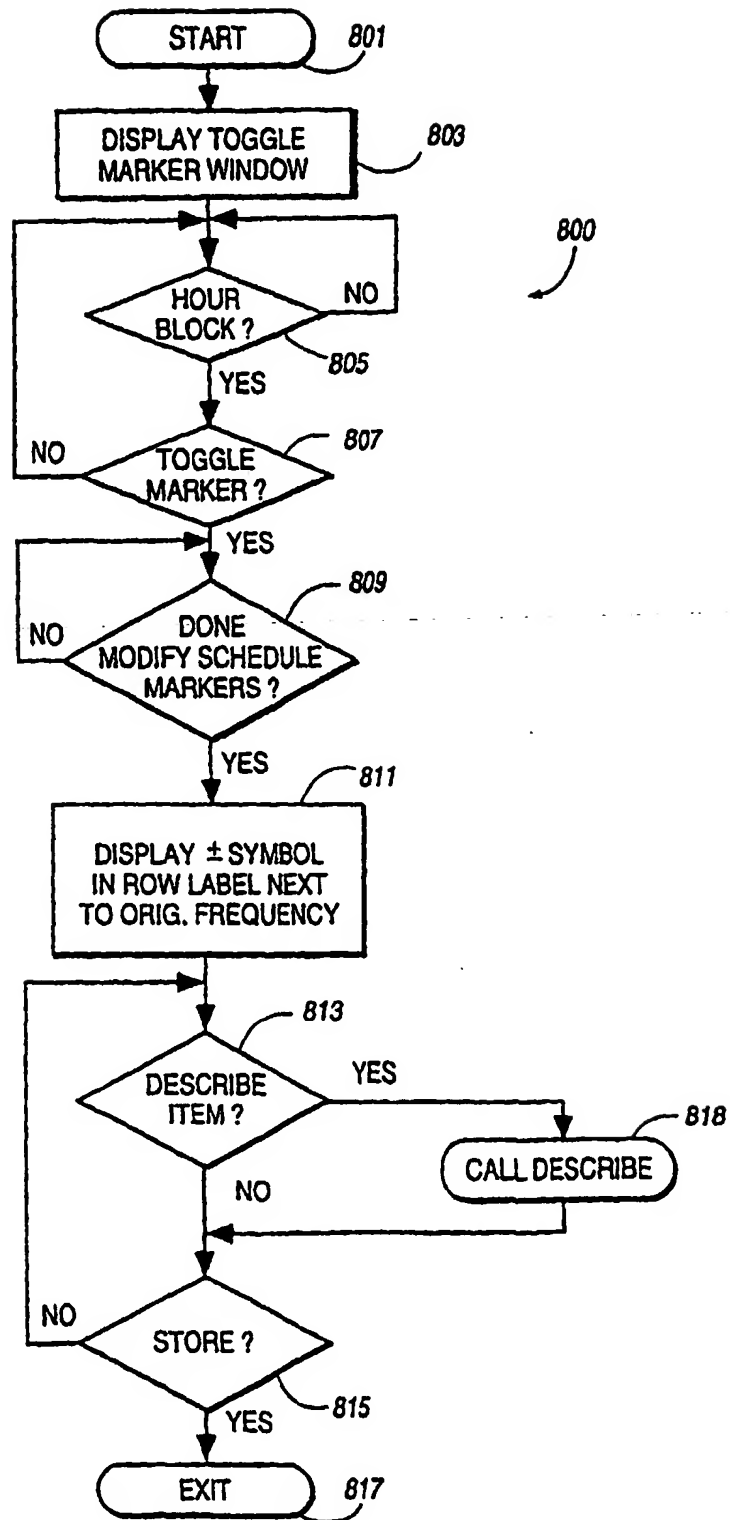 START
801
DISPLAY TOGGLE
MARKER WINDOW
803
800
HOUR
BLOCK ?
NO
805
YES
NO
TOGGLE
MARKER ?
807
YES
809
NO
DONE
MODIFY SCHEDULE
MARKERS ?
YES
811
DISPLAY ± SYMBOL
IN ROW LABEL NEXT
TO ORIG. FREQUENCY
813
DESCRIBE
ITEM ?
YES
818
CALL DESCRIBE
NO
NO
STORE ?
815
YES
EXIT
817